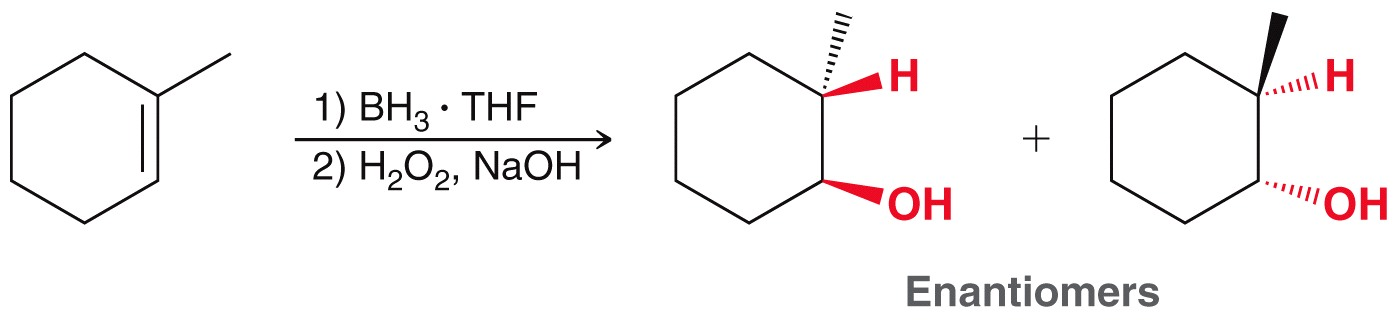 1) BH₃ · THF
2) H₂O₂, NaOH
H
OH
+
H
OH
Enantiomers